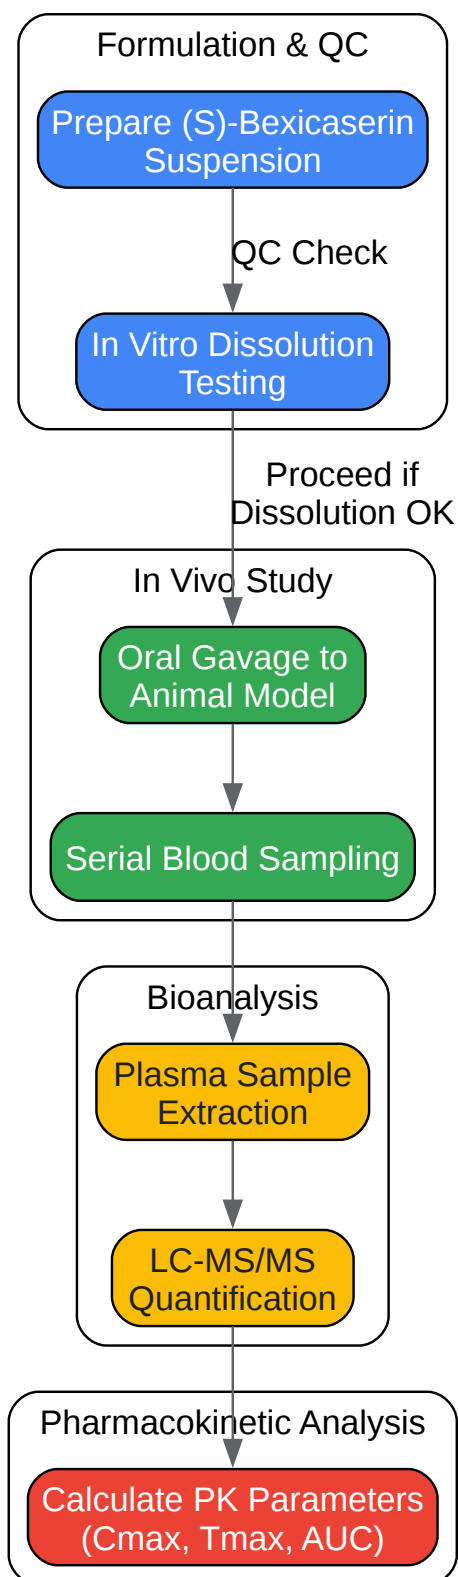 Formulation & QC
Prepare (S)-Bexicaserin
Suspension
QC Check
In Vitro Dissolution
Testing
Proceed if
Dissolution OK
In Vivo Study
Oral Gavage to
Animal Model
Serial Blood Sampling
Bioanalysis
Plasma Sample
Extraction
LC-MS/MS
Quantification
Pharmacokinetic Analysis
Calculate PK Parameters
(Cmax, Tmax, AUC)